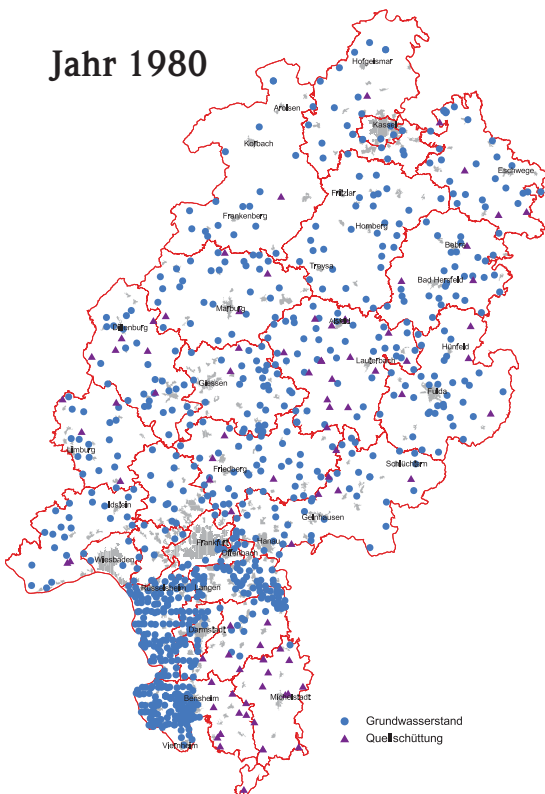 Jahr 1980
Hofgeismar
Arolsen
Kassel
Korbach
Eschwege
Fritzlar
Frankenberg
Homberg
Bebra
Treysa
Bad Hersfeld
Marburg
Dillenburg
Alsfeld
Hünfeld
Lauterbach
Giessen
Fulda
Limburg
Friedberg
Schlüchtern
Idstein
Gelnhausen
Frankfurt
Hanau
Offenbach
Wiesbaden
Rüsselsheim
Langen
Darmstadt
Bensheim
Michelstadt
Viernheim
Grundwasserstand
Quellschüttung